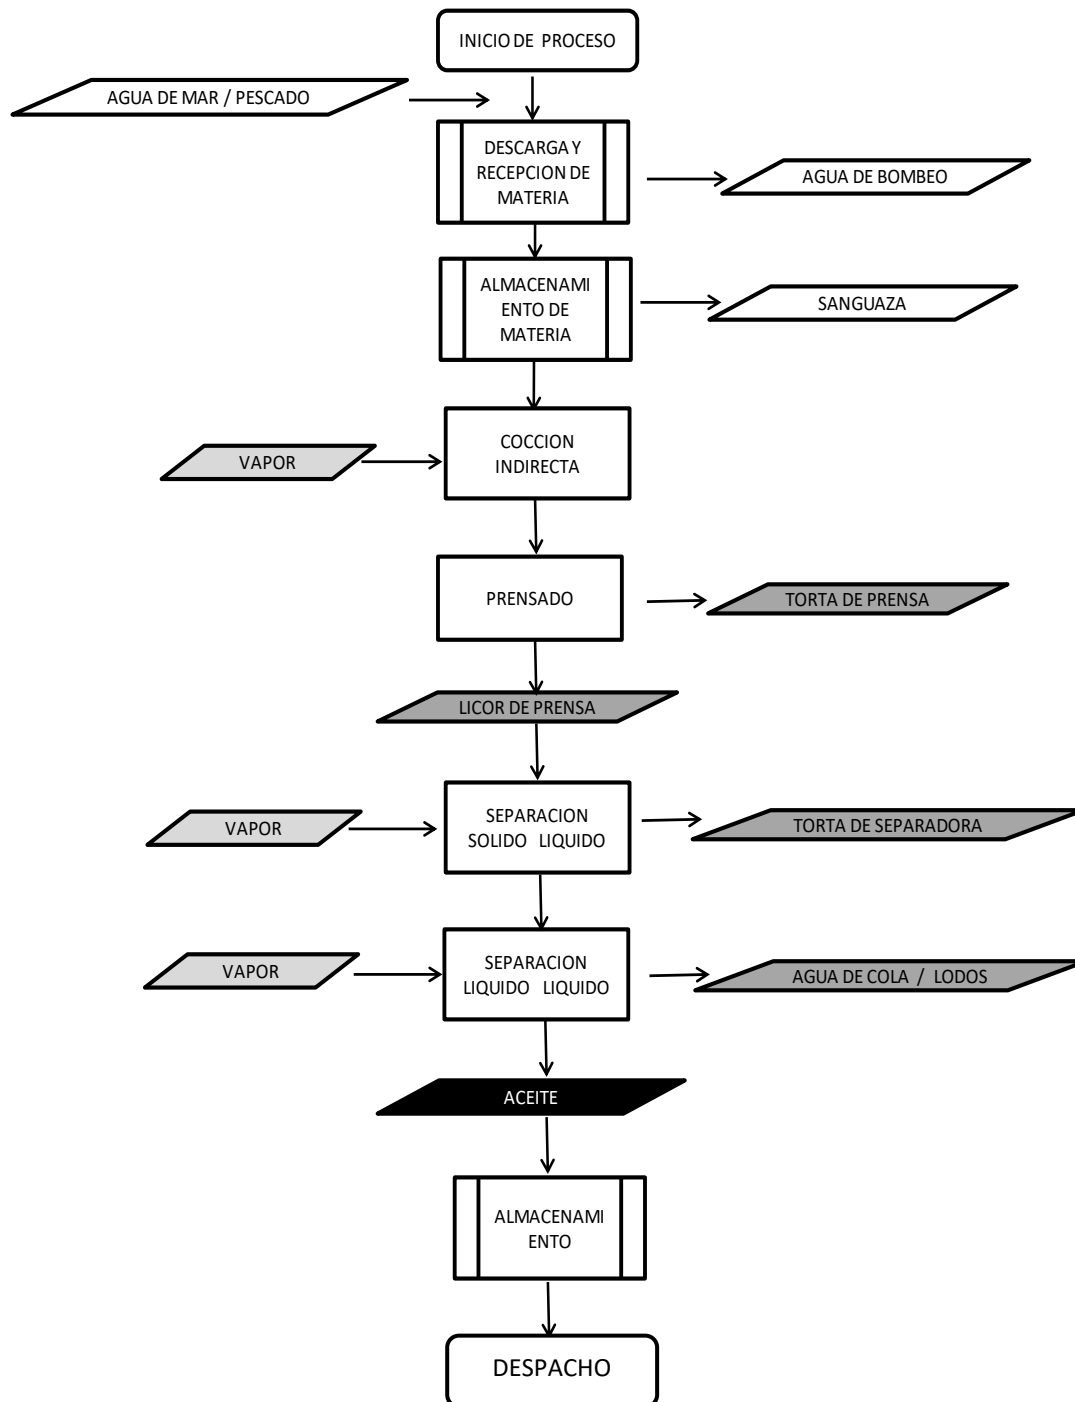 INICIO DE PROCESO
AGUA DE MAR / PESCADO
DESCARGA Y
RECEPCION DE
MATERIA
AGUA DE BOMBEO
ALMACENAMI
ENTO DE
MATERIA
SANGUAZA
COCCION
INDIRECTA
VAPOR
PRENSADO
TORTA DE PRENSA
LICOR DE PRENSA
VAPOR
SEPARACION
SOLIDO LIQUIDO
TORTA DE SEPARADORA
VAPOR
SEPARACION
LIQUIDO LIQUIDO
AGUA DE COLA / LODOS
ACEITE
ALMACENAMI
ENTO
DESPACHO